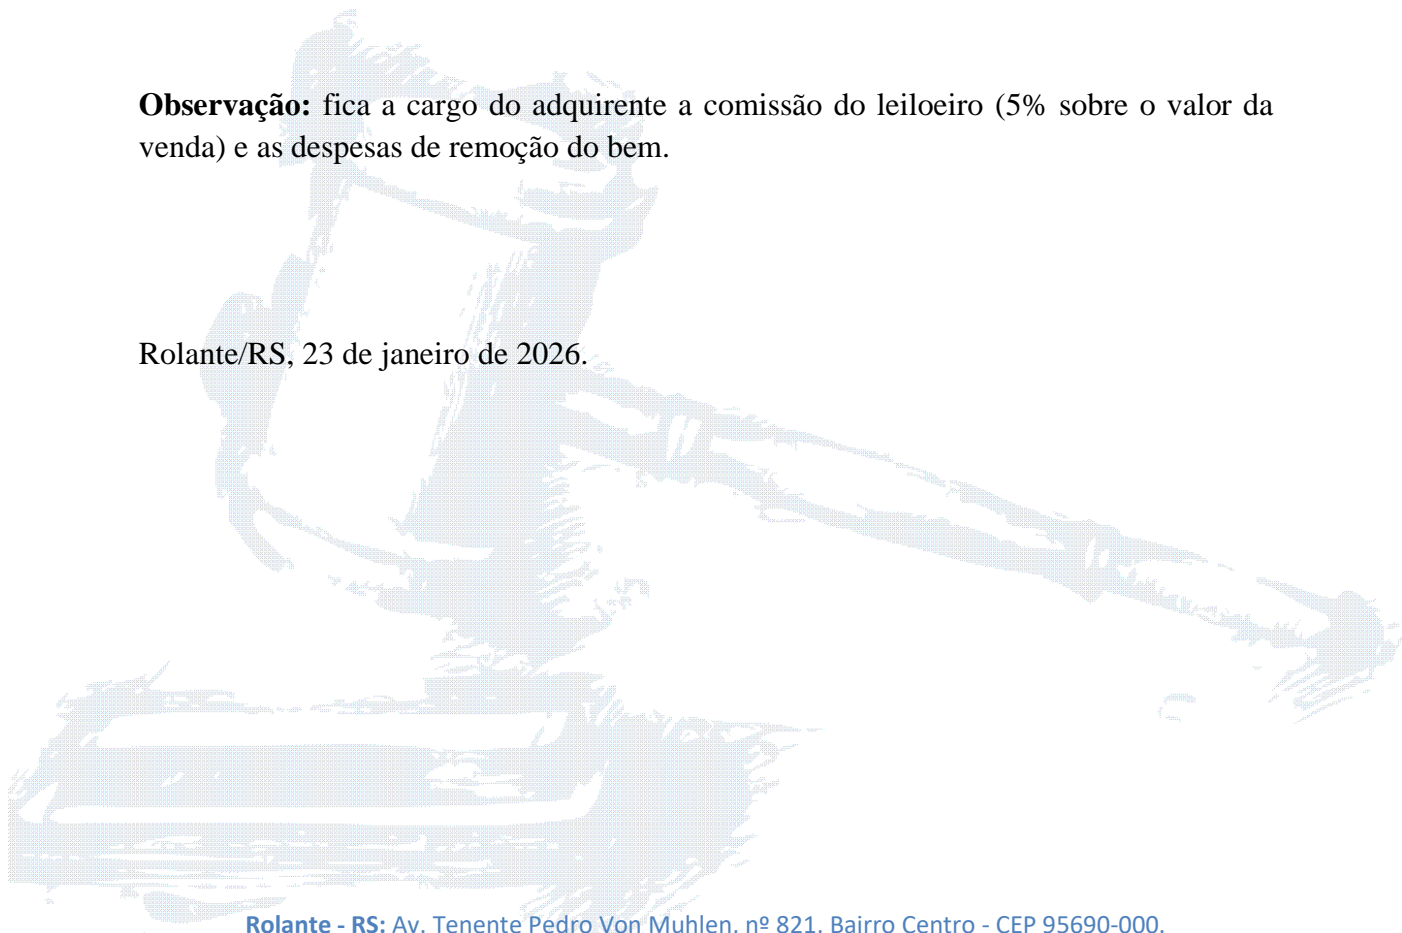 Observação: fica a cargo do adquirente a comissão do leiloeiro (5% sobre o valor da
venda) e as despesas de remoção do bem.
Rolante/RS, 23 de janeiro de 2026.
Rolante - RS: Av. Tenente Pedro Von Muhlen, nº 821, Bairro Centro - CEP 95690-000.